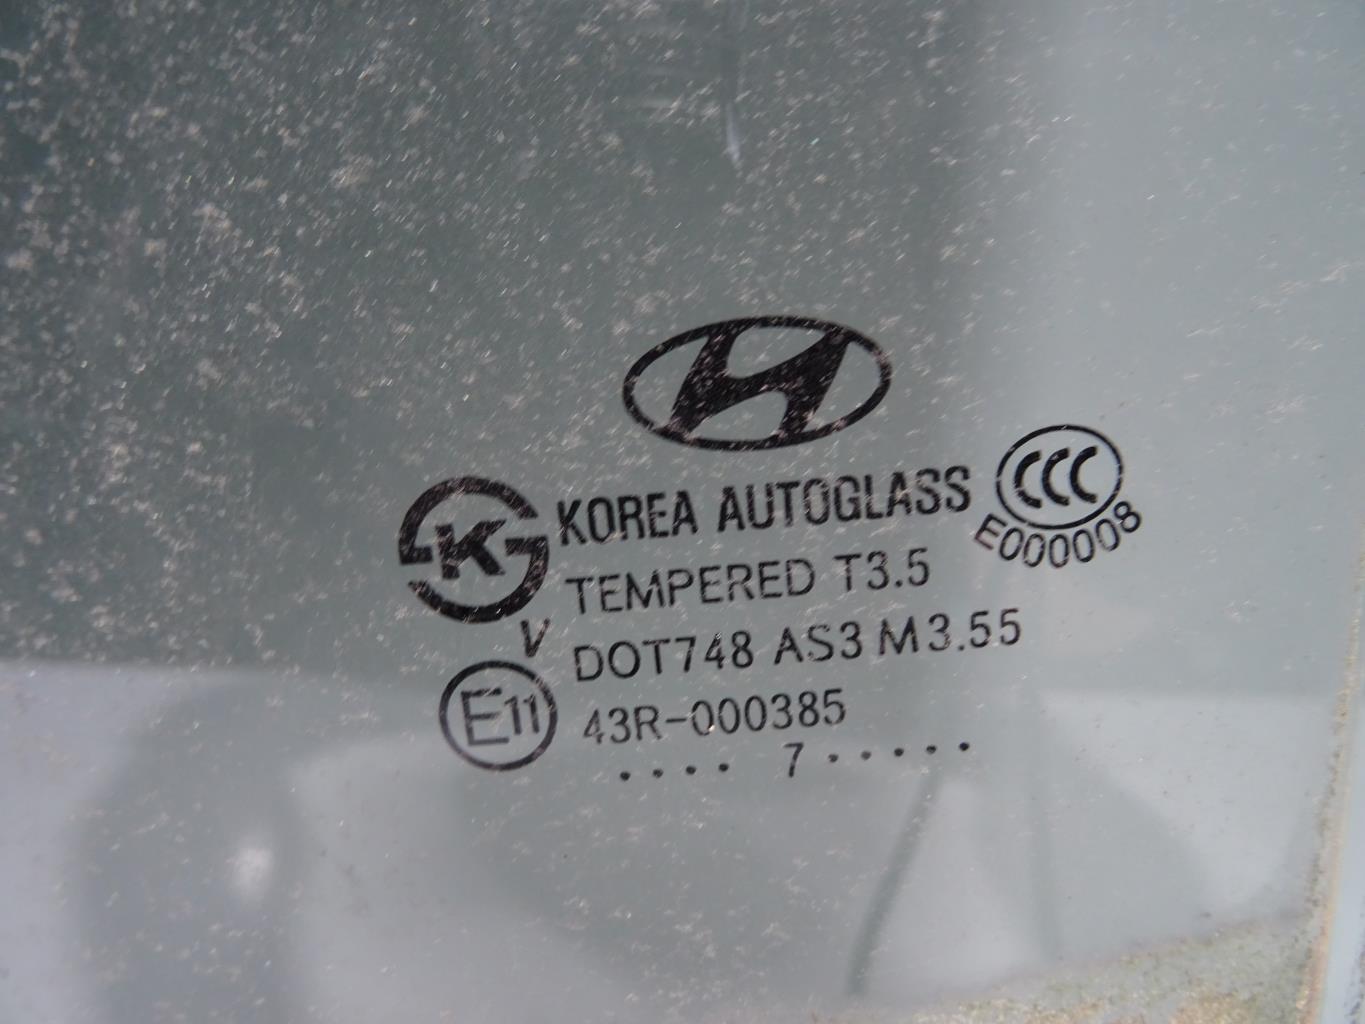 KOREA AUTOGLASS
CCC
E000008
K
TEMPERED T3.5
V
DOT748 AS3 M3.55
E11
43R-000385
.... 7 .....